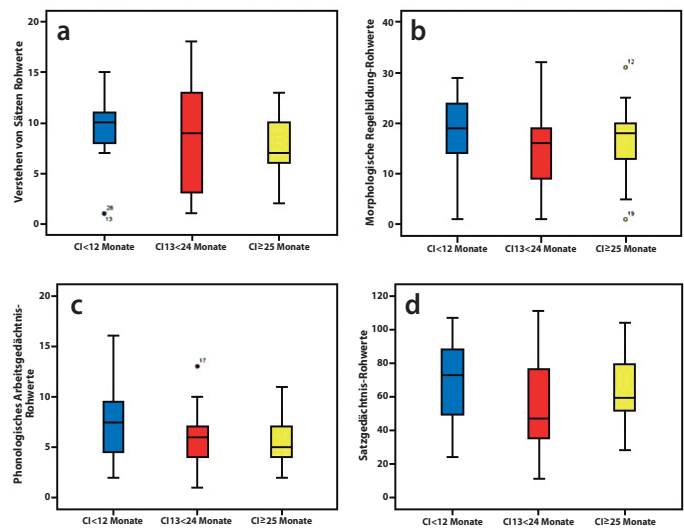 a
Verstehen von Sätzen Rohwerte
20
15
10
5
0
28
13
CI<12 Monate
CI13<24 Monate
CI≥25 Monate
b
Morphologische Regelbildung-Rohwerte
40
30
20
10
0
12
19
CI<12 Monate
CI13<24 Monate
CI≥25 Monate
c
Phonologisches Arbeitsgedächtnis-
Rohwerte
20
15
10
5
0
17
CI<12 Monate
CI13<24 Monate
CI≥25 Monate
d
Satzgedächtnis-Rohwerte
120
100
80
60
40
20
0
CI<12 Monate
CI13<24 Monate
CI≥25 Monate